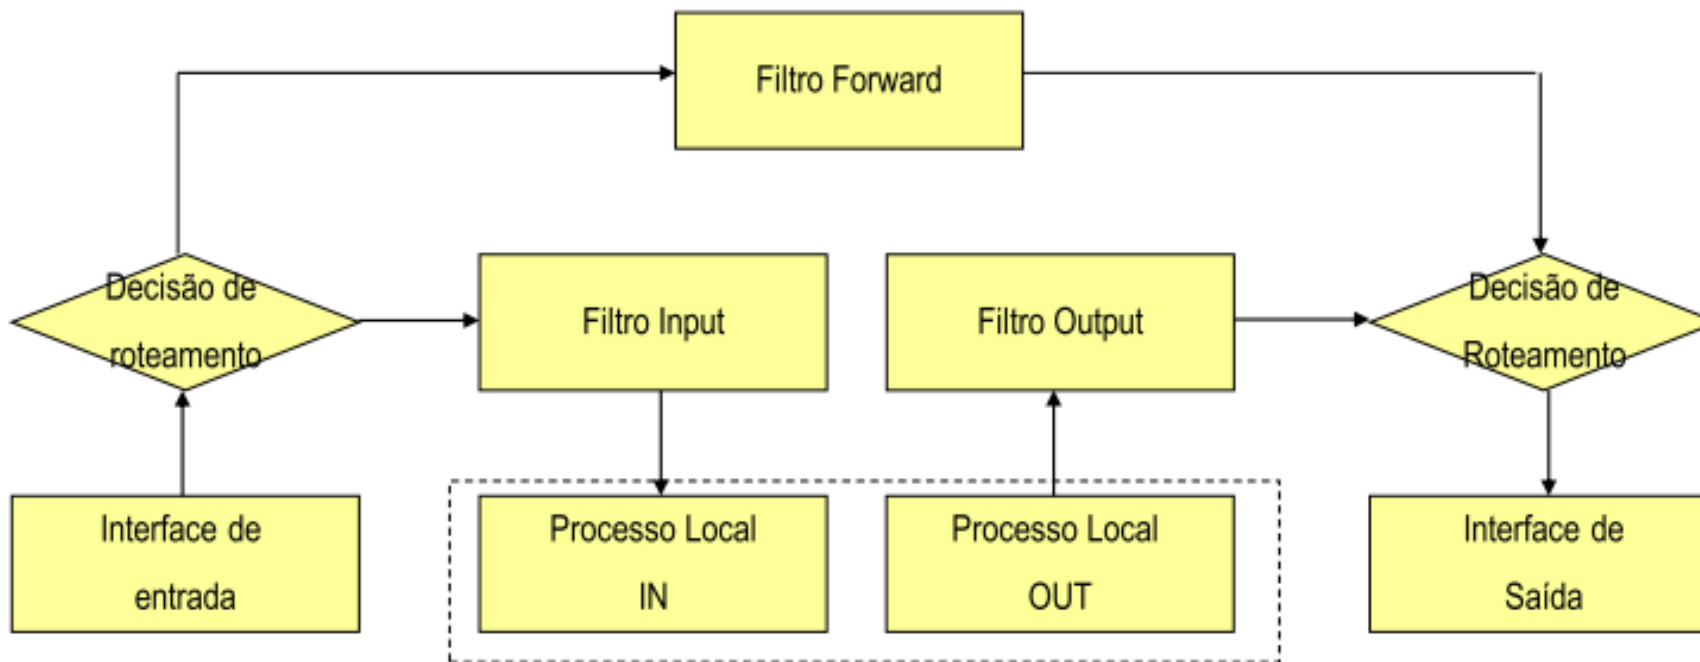 Filtro Forward
Decisão de
roteamento
Filtro Input
Filtro Output
Decisão de
Roteamento
Interface de
entrada
Processo Local
IN
Processo Local
OUT
Interface de
Saída